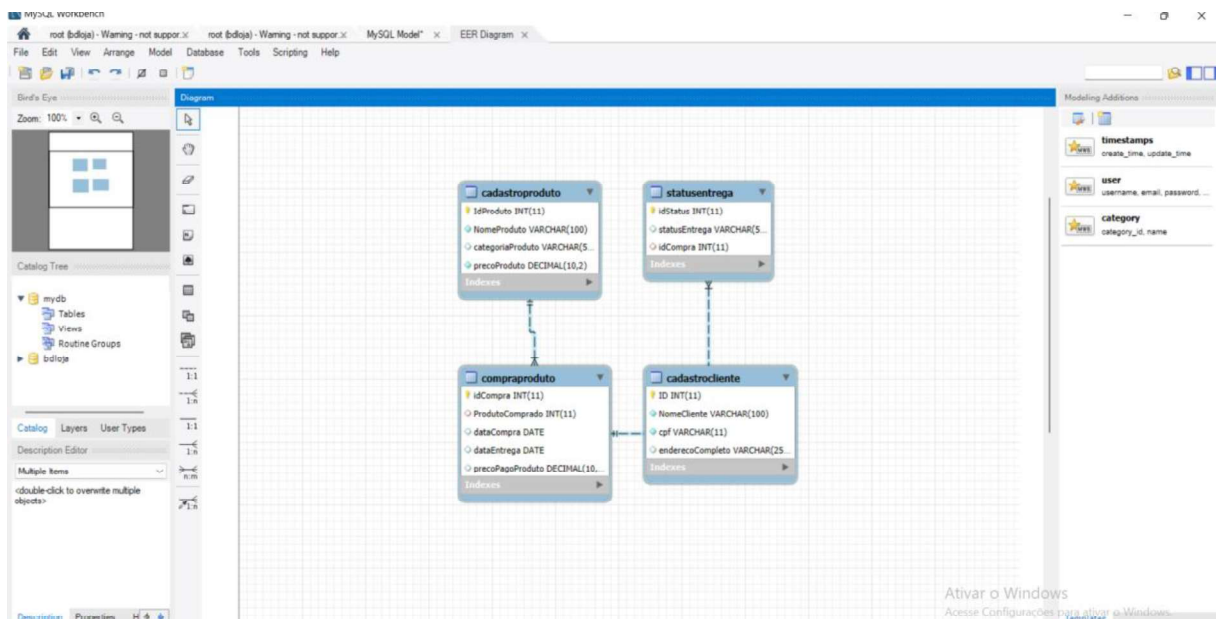 MySQL Workbench
root (bdloja) - Warning - not suppor.× root (bdloja) - Warning - not suppor.× MySQL Model* × EER Diagram ×
File Edit View Arrange Model Database Tools Scripting Help
Bird's Eye
Zoom: 100%
Diagram
Modeling Additions
timestamps
create_time, update_time
user
username, email, password, ...
category
category_id, name
Catalog Tree
mydb
Tables
Views
Routine Groups
bdloja
Catalog Layers User Types
Description Editor
Multiple Items
<double-click to overwrite multiple
objects>
Description Properties H
1:1
1:n
1:1
1:n
n:m
1:n
cadastroproduto
IdProduto INT(11)
NomeProduto VARCHAR(100)
categoriaProduto VARCHAR(5...
precoProduto DECIMAL(10,2)
Indexes
statusentrega
idStatus INT(11)
statusEntrega VARCHAR(5...
idCompra INT(11)
Indexes
compraproduto
idCompra INT(11)
ProdutoComprado INT(11)
dataCompra DATE
dataEntrega DATE
precoPagoProduto DECIMAL(10,...
Indexes
cadastrocliente
ID INT(11)
NomeCliente VARCHAR(100)
cpf VARCHAR(11)
enderecoCompleto VARCHAR(25...
Indexes
Ativar o Windows
Acesse Configurações para ativar o Windows.
Templates